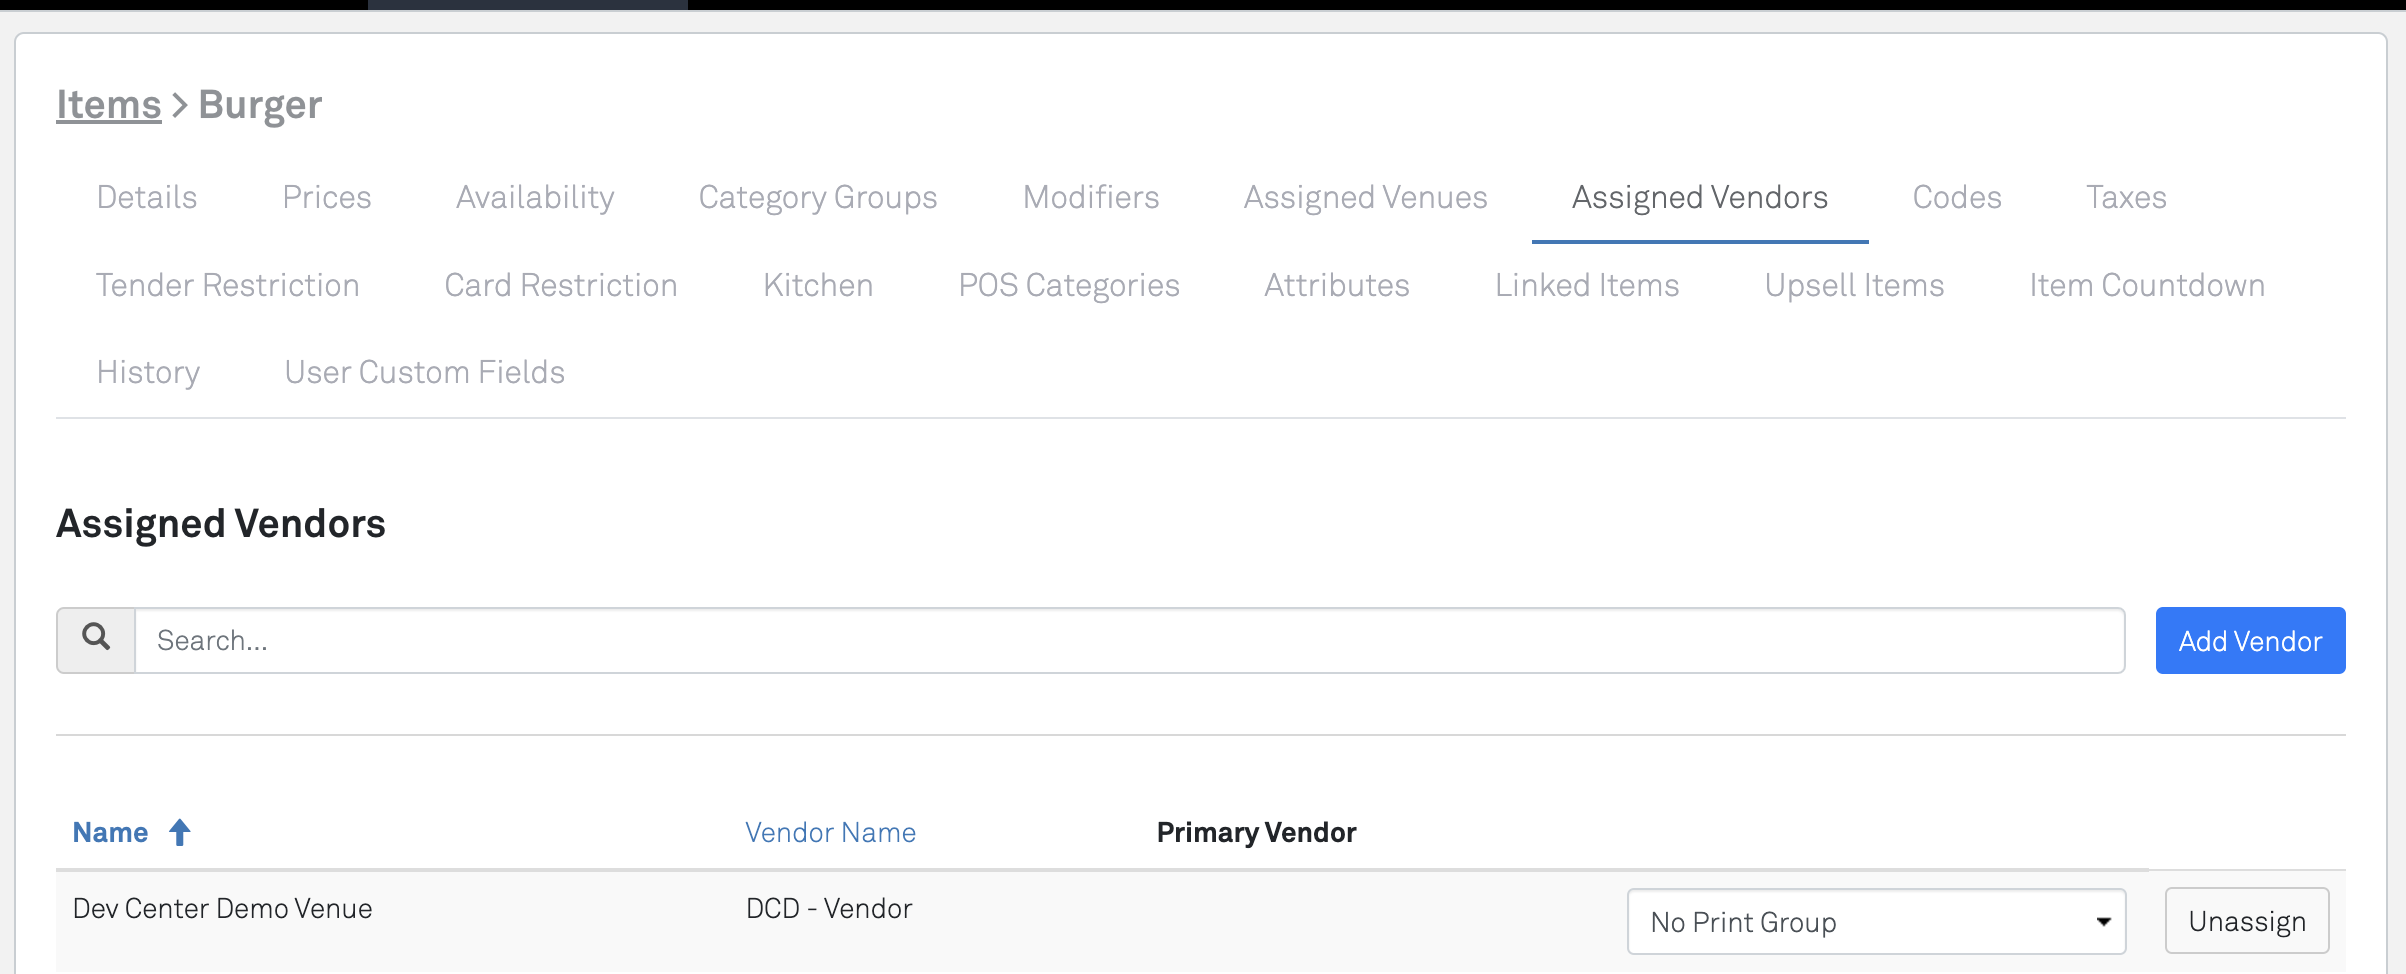 Items > Burger
Details Prices Availability Category Groups Modifiers Assigned Venues Assigned Vendors Codes Taxes
Tender Restriction Card Restriction Kitchen POS Categories Attributes Linked Items Upsell Items Item Countdown
History User Custom Fields
Assigned Vendors
Search... Add Vendor
Name Vendor Name Primary Vendor
Dev Center Demo Venue DCD - Vendor No Print Group Unassign